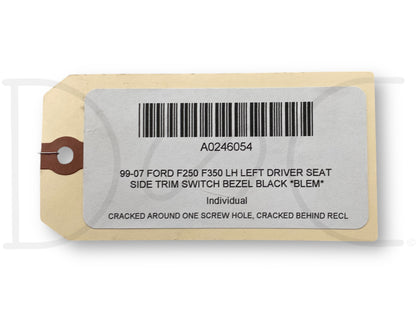 A0246054
99-07 FORD F250 F350 LH LEFT DRIVER SEAT
SIDE TRIM SWITCH BEZEL BLACK *BLEM*
Individual
CRACKED AROUND ONE SCREW HOLE, CRACKED BEHIND RECL